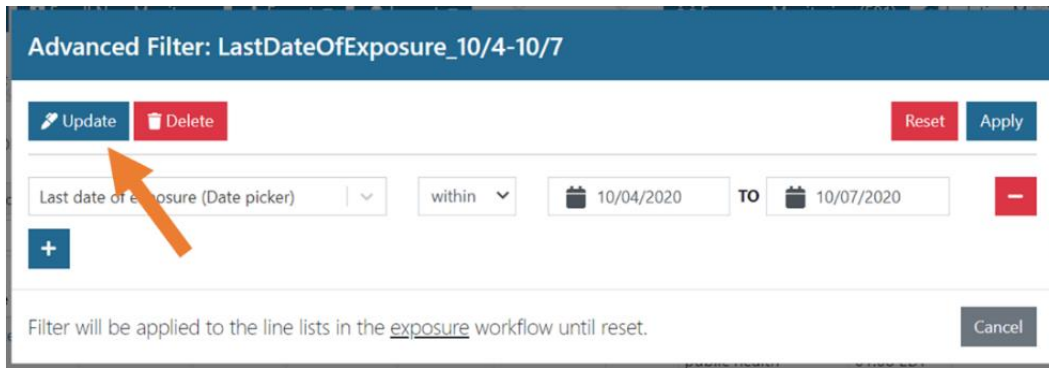 Advanced Filter: LastDateOfExposure_10/4-10/7
Update Delete Reset Apply
Last date of exposure (Date picker) within 10/04/2020 TO 10/07/2020
Filter will be applied to the line lists in the exposure workflow until reset.
Cancel